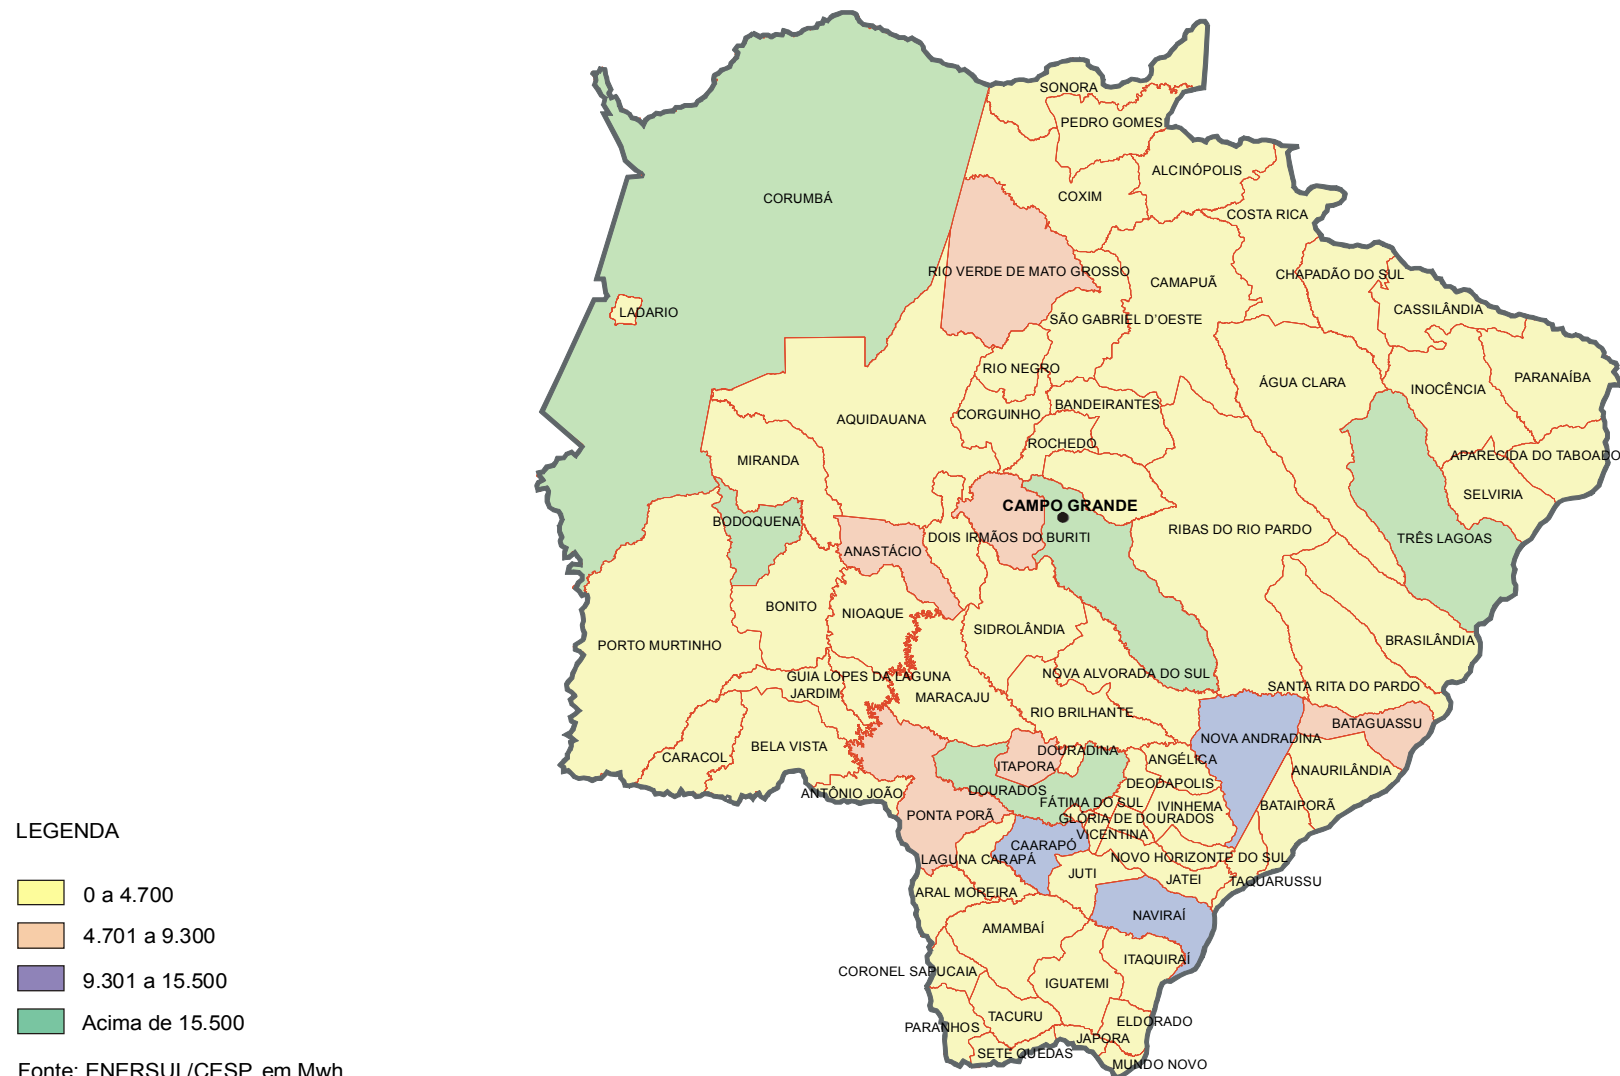 SONORA
PEDRO GOMES
ALCINÓPOLIS
CORUMBÁ
COXIM
COSTA RICA
RIO VERDE DE MATO GROSSO
CHAPADÃO DO SUL
CAMAPUÃ
CASSILÂNDIA
LADARIO
SÃO GABRIEL D'OESTE
RIO NEGRO
PARANAÍBA
ÁGUA CLARA
INOCÊNCIA
BANDEIRANTES
CORGUINHO
AQUIDAUANA
ROCHEDO
APARECIDA DO TABOADO
MIRANDA
SELVIRIA
CAMPO GRANDE
BODOQUENA
RIBAS DO RIO PARDO
DOIS IRMÃOS DO BURITI
TRÊS LAGOAS
ANASTÁCIO
BONITO
NIOAQUE
SIDROLÂNDIA
BRASILÂNDIA
PORTO MURTINHO
NOVA ALVORADA DO SUL
GUIA LOPES DA LAGUNA
SANTA RITA DO PARDO
JARDIM
MARACAJU
RIO BRILHANTE
BATAGUASSU
NOVA ANDRADINA
BELA VISTA
DOURADINA
CARACOL
ANGÉLICA
ITAPORA
ANAURILÂNDIA
DEODAPOLIS
DOURADOS
ANTÔNIO JOÃO
FÁTIMA DO SUL
IVINHEMA
BATAIPORÃ
PONTA PORÃ
GLÓRIA DE DOURADOS
LEGENDA
VICENTINA
CAARAPÓ
NOVO HORIZONTE DO SUL
LAGUNA CARAPÁ
JUTI
JATEI
TAQUARUSSU
ARAL MOREIRA
0 a 4.700
NAVIRAÍ
AMAMBAÍ
4.701 a 9.300
ITAQUIRAÍ
CORONEL SAPUCAIA
9.301 a 15.500
IGUATEMI
TACURU
ELDORADO
Acima de 15.500
PARANHOS
JAPORA
SETE QUEDAS
MUNDO NOVO
Fonte: ENERSUL/CESP, em Mwh